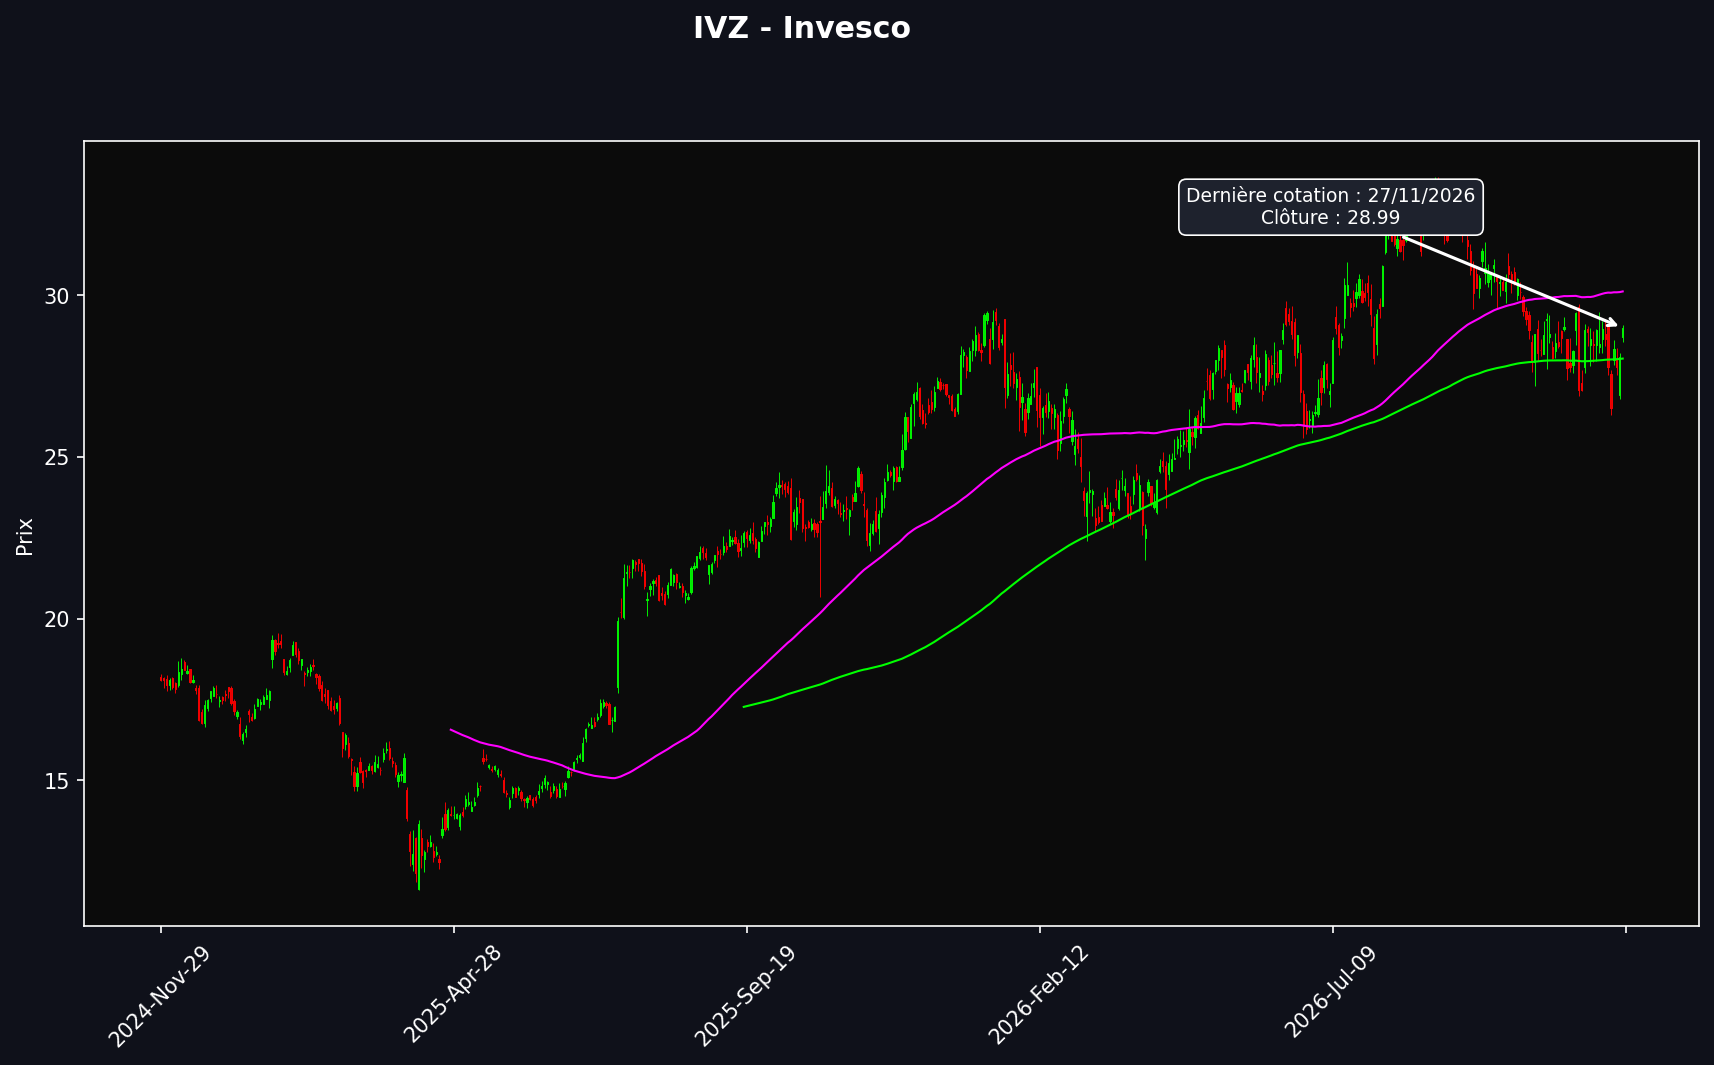 IVZ - Invesco
Dernière cotation : 27/11/2026
Clôture : 28.99
Prix
30
25
20
15
2024-Nov-29
2025-Apr-28
2025-Sep-19
2026-Feb-12
2026-Jul-09